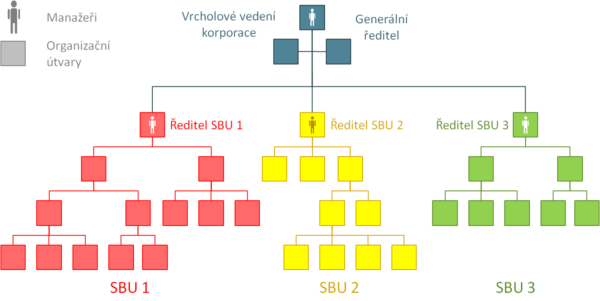 Manažeři
Organizační
útvary
Vrcholové vedení
korporace
Generální
ředitel
Ředitel SBU 1
Ředitel SBU 2
Ředitel SBU 3
SBU 1
SBU 2
SBU 3